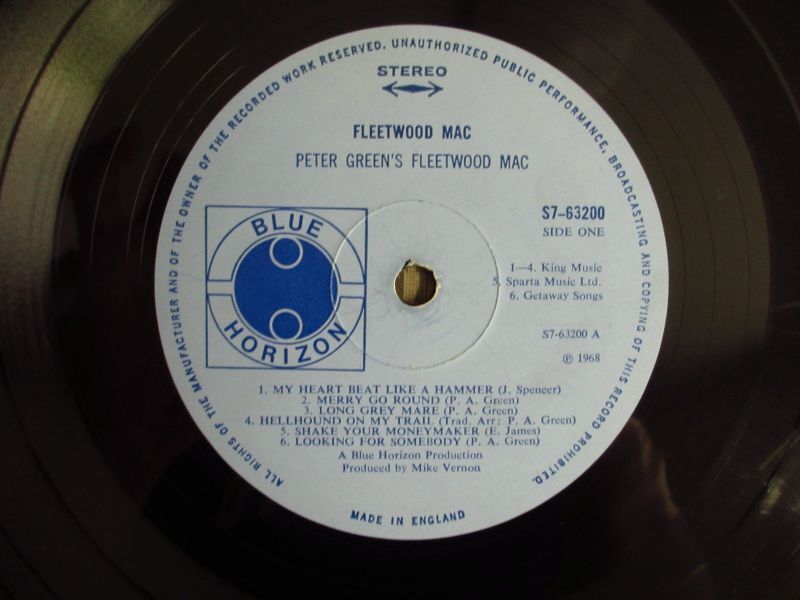 ALL RIGHTS OF THE MANUFACTURER AND OF THE OWNER OF THE RECORDED WORK RESERVED. UNAUTHORIZED PUBLIC PERFORMANCE, BROADCASTING AND COPYING OF THIS RECORD PROHIBITED.
STEREO
FLEETWOOD MAC
PETER GREEN'S FLEETWOOD MAC
BLUE
HORIZON
S7-63200
SIDE ONE
1—4. King Music
5. Sparta Music Ltd.
6. Getaway Songs
S7-63200 A
℗ 1968
1. MY HEART BEAT LIKE A HAMMER (J. Spencer)
2. MERRY GO ROUND (P. A. Green)
3. LONG GREY MARE (P. A. Green)
4. HELLHOUND ON MY TRAIL (Trad. Arr; P. A. Green)
5. SHAKE YOUR MONEYMAKER (E. James)
6. LOOKING FOR SOMEBODY (P. A. Green)
A Blue Horizon Production
Produced by Mike Vernon
MADE IN ENGLAND